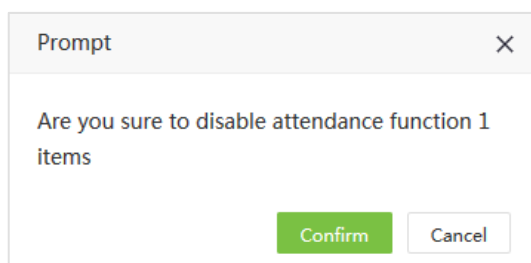 Prompt
Are you sure to disable attendance function 1
items
Confirm Cancel